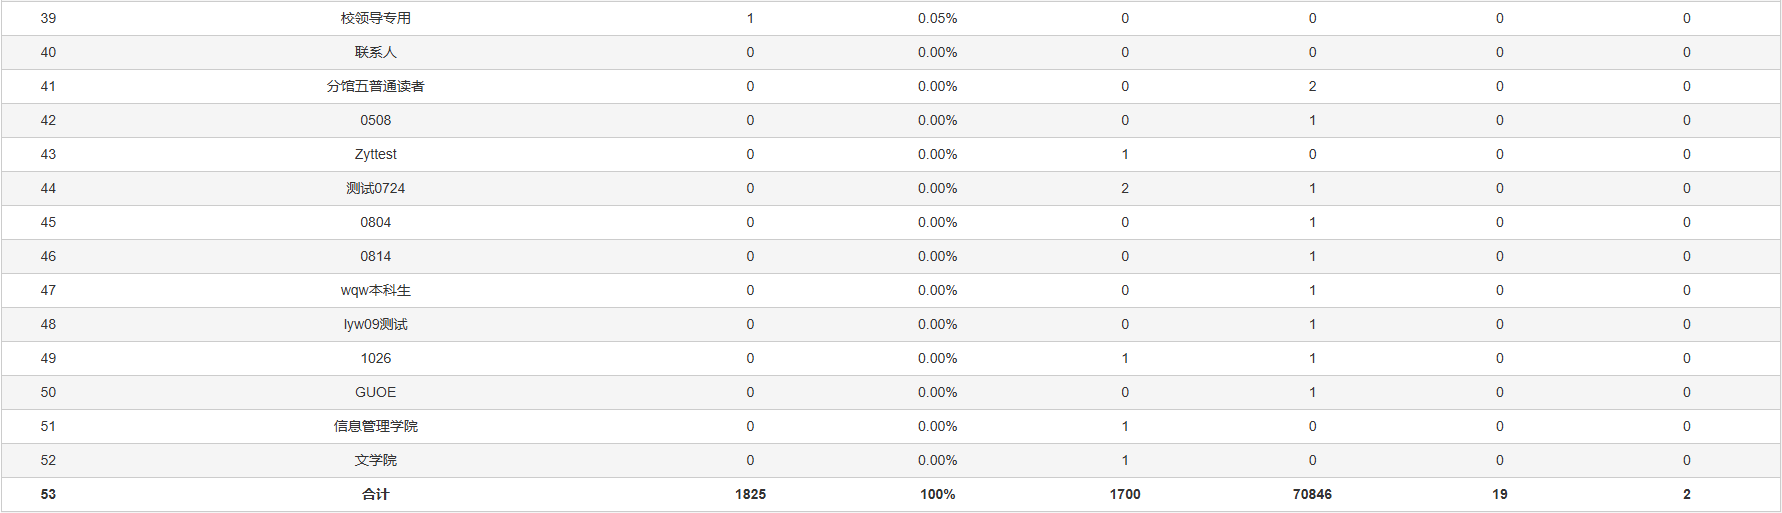 39 校领导专用 1 0.05% 0 0 0 0
40 联系人 0 0.00% 0 0 0 0
41 分馆五普通读者 0 0.00% 0 2 0 0
42 0508 0 0.00% 0 1 0 0
43 Zyttest 0 0.00% 1 0 0 0
44 测试0724 0 0.00% 2 1 0 0
45 0804 0 0.00% 0 1 0 0
46 0814 0 0.00% 0 1 0 0
47 wqw本科生 0 0.00% 0 1 0 0
48 lyw09测试 0 0.00% 0 1 0 0
49 1026 0 0.00% 1 1 0 0
50 GUOE 0 0.00% 0 1 0 0
51 信息管理学院 0 0.00% 1 0 0 0
52 文学院 0 0.00% 1 0 0 0
53 合计 1825 100% 1700 70846 19 2